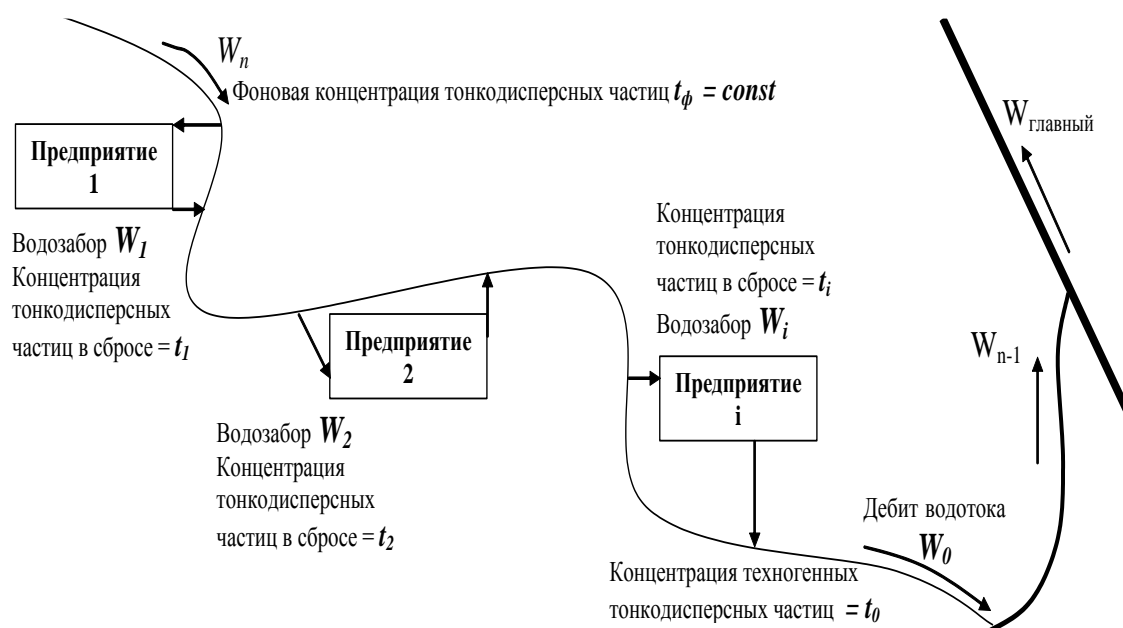 W_n
Фоновая концентрация тонкодисперсных частиц t_ф = const
Предприятие
1
Водозабор W_1
Концентрация
тонкодисперсных
частиц в сбросе = t_1
Предприятие
2
Водозабор W_2
Концентрация
тонкодисперсных
частиц в сбросе = t_2
Концентрация
тонкодисперсных
частиц в сбросе = t_i
Водозабор W_i
Предприятие
i
Концентрация техногенных
тонкодисперсных частиц = t_0
Дебит водотока
W_0
W_n-1
W_главный